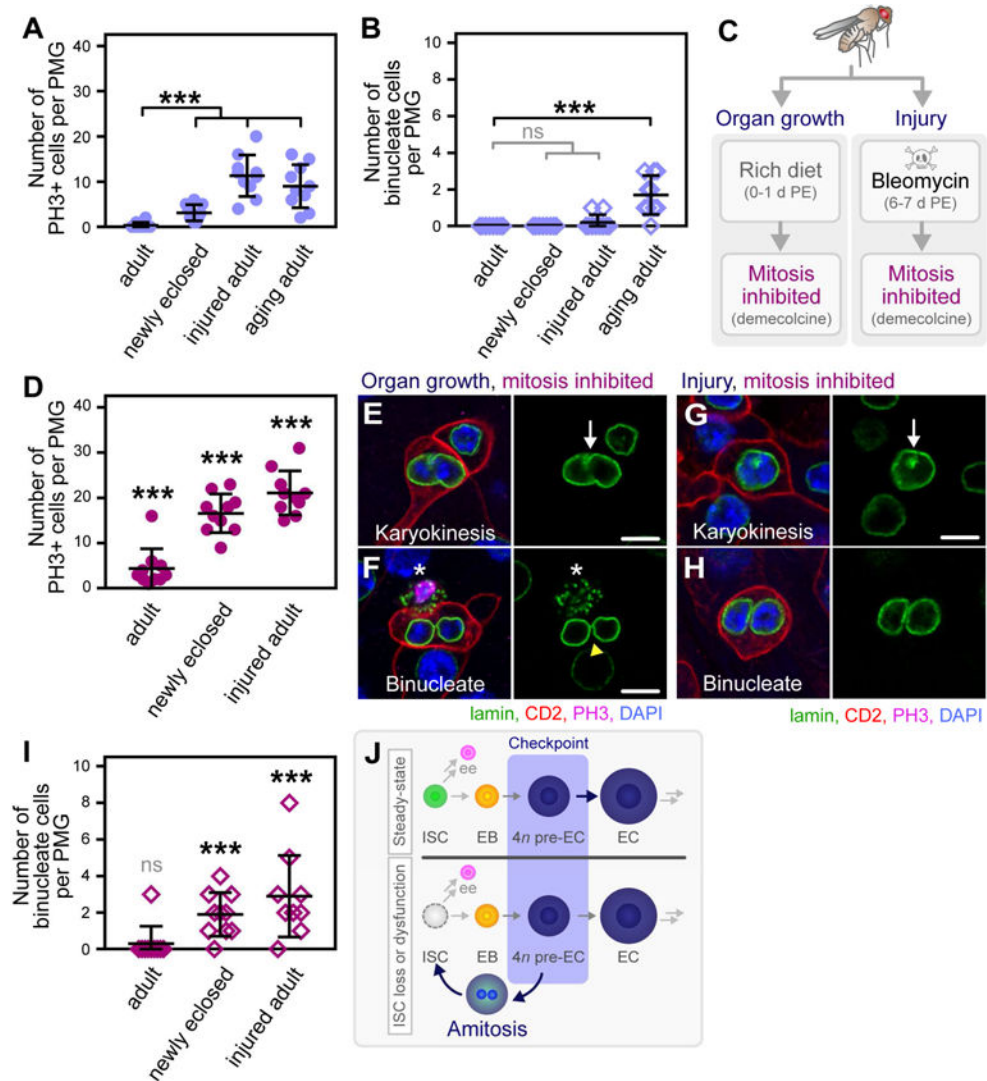 A
Number of
PH3+ cells per PMG
40
30
20
10
0
***
adult
newly eclosed
injured adult
aging adult
B
Number of
binucleate cells
per PMG
10
8
6
4
2
0
***
ns
adult
newly eclosed
injured adult
aging adult
C
Organ growth
Injury
Rich diet
(0-1 d PE)
Bleomycin
(6-7 d PE)
Mitosis
inhibited
(demecolcine)
Mitosis
inhibited
(demecolcine)
D
Number of
PH3+ cells per PMG
40
30
20
10
0
***
***
***
adult
newly eclosed
injured adult
Organ growth, mitosis inhibited
E
Karyokinesis
F
*
*
Binucleate
lamin, CD2, PH3, DAPI
Injury, mitosis inhibited
G
Karyokinesis
H
Binucleate
lamin, CD2, PH3, DAPI
I
Number of
binucleate cells
per PMG
10
8
6
4
2
0
ns
***
***
adult
newly eclosed
injured adult
J
Checkpoint
Steady-state
ee
ISC
EB
4n pre-EC
EC
ISC loss or dysfunction
ee
ISC
EB
4n pre-EC
EC
Amitosis